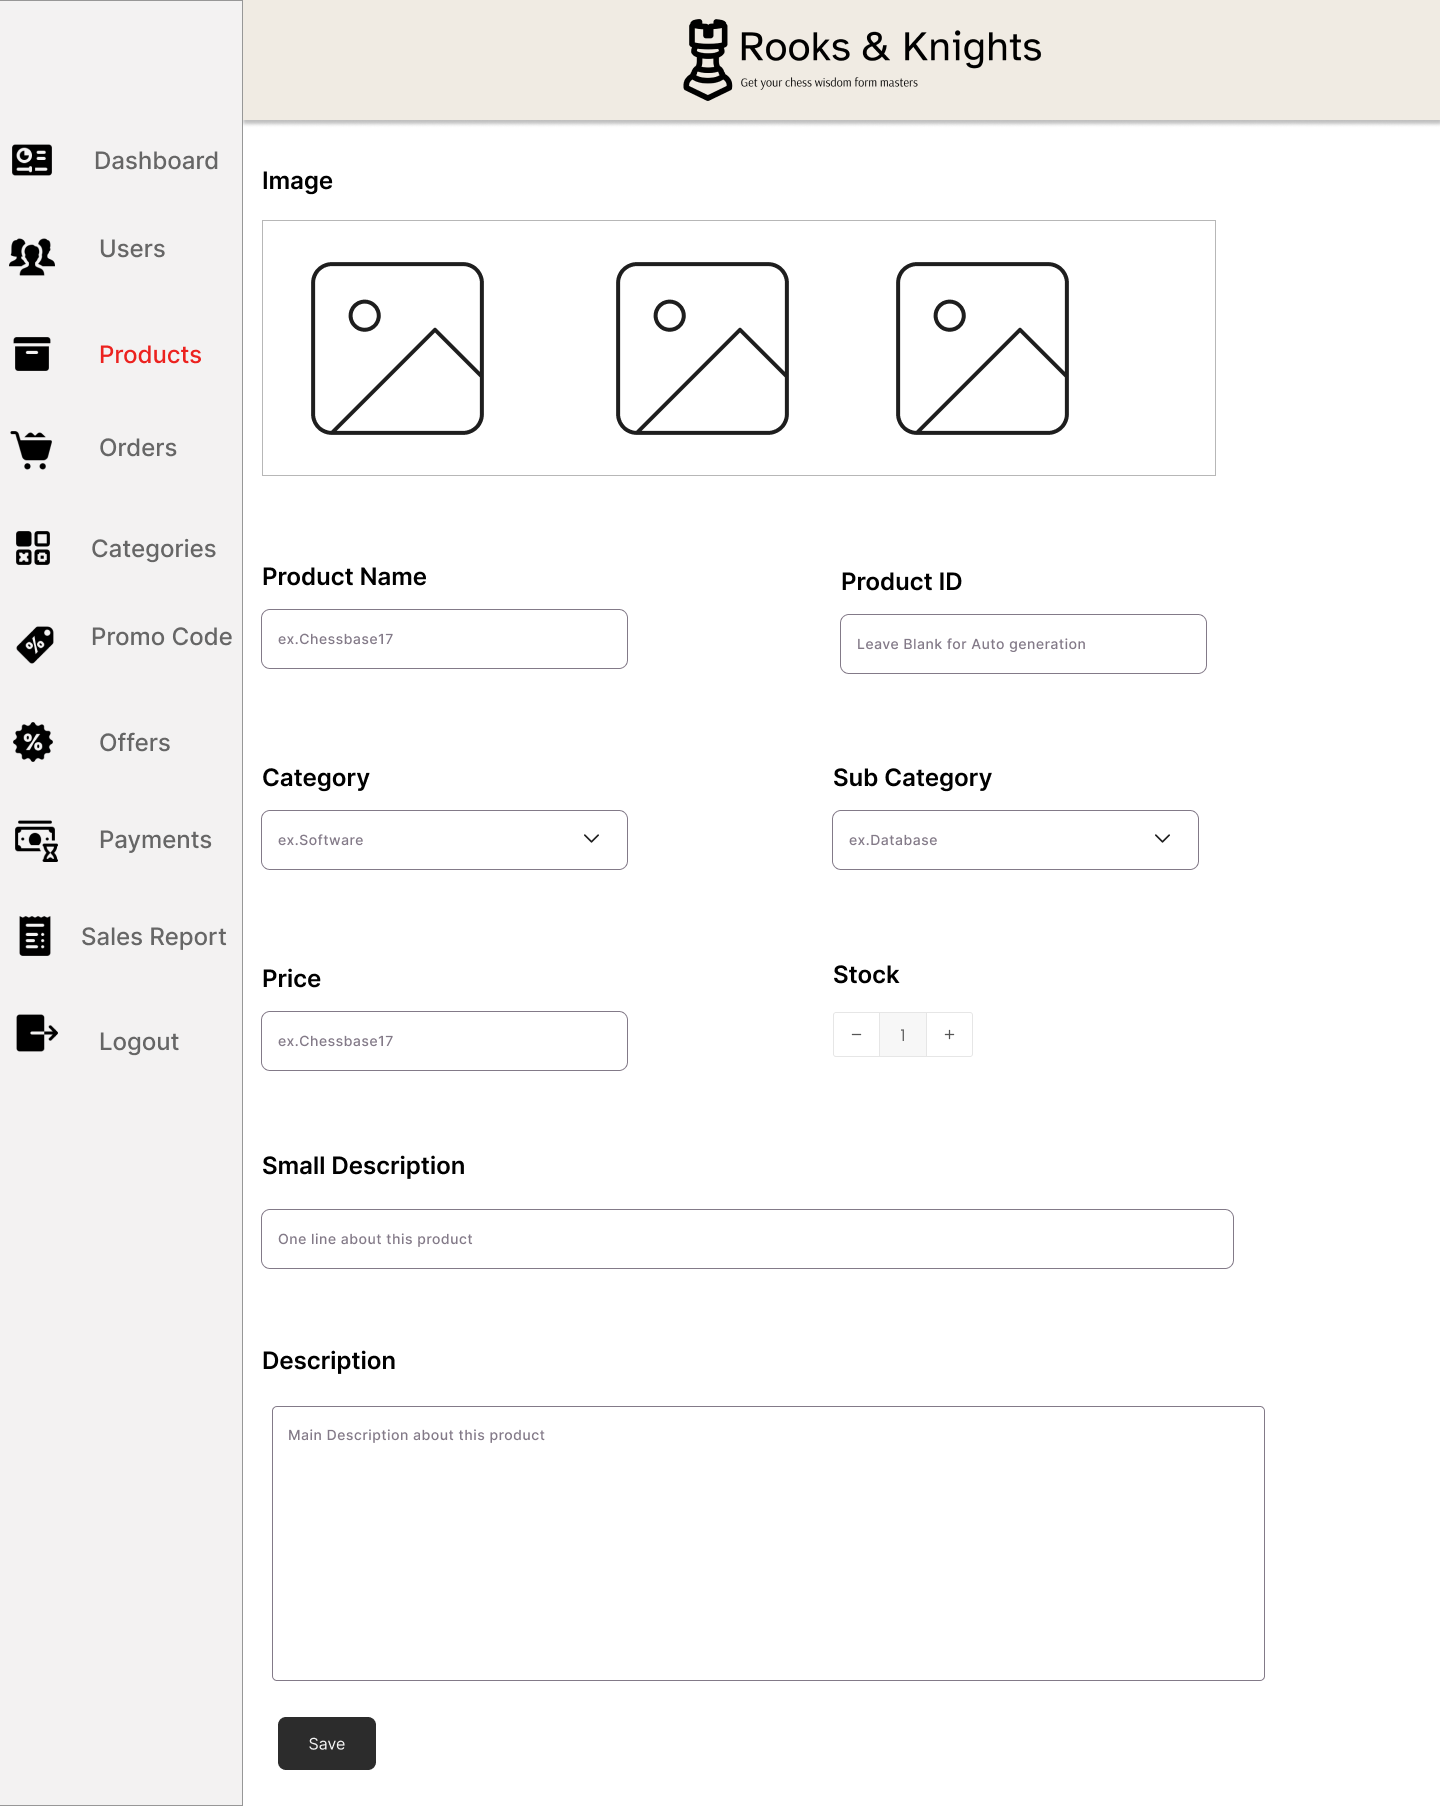 Rooks & Knights
Get your chess wisdom form masters
Dashboard
Users
Products
Orders
Categories
Promo Code
Offers
Payments
Sales Report
Logout
Image
Product Name
ex.Chessbase17
Product ID
Leave Blank for Auto generation
Category
ex.Software
Sub Category
ex.Database
Price
ex.Chessbase17
Stock
− 1 +
Small Description
One line about this product
Description
Main Description about this product
Save